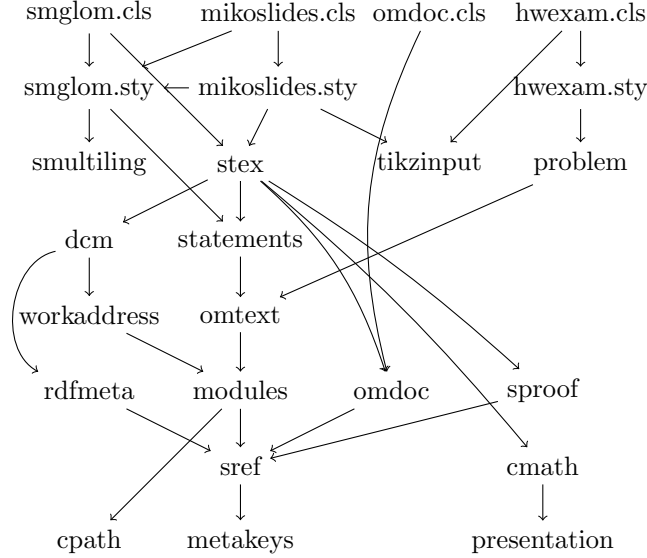 smglom.cls mikoslides.cls omdoc.cls hwexam.cls
smglom.sty mikoslides.sty hwexam.sty
smultiling stex tikzinput problem
dcm statements
workaddress omtext
rdfmeta modules omdoc sproof
sref cmath
cpath metakeys presentation